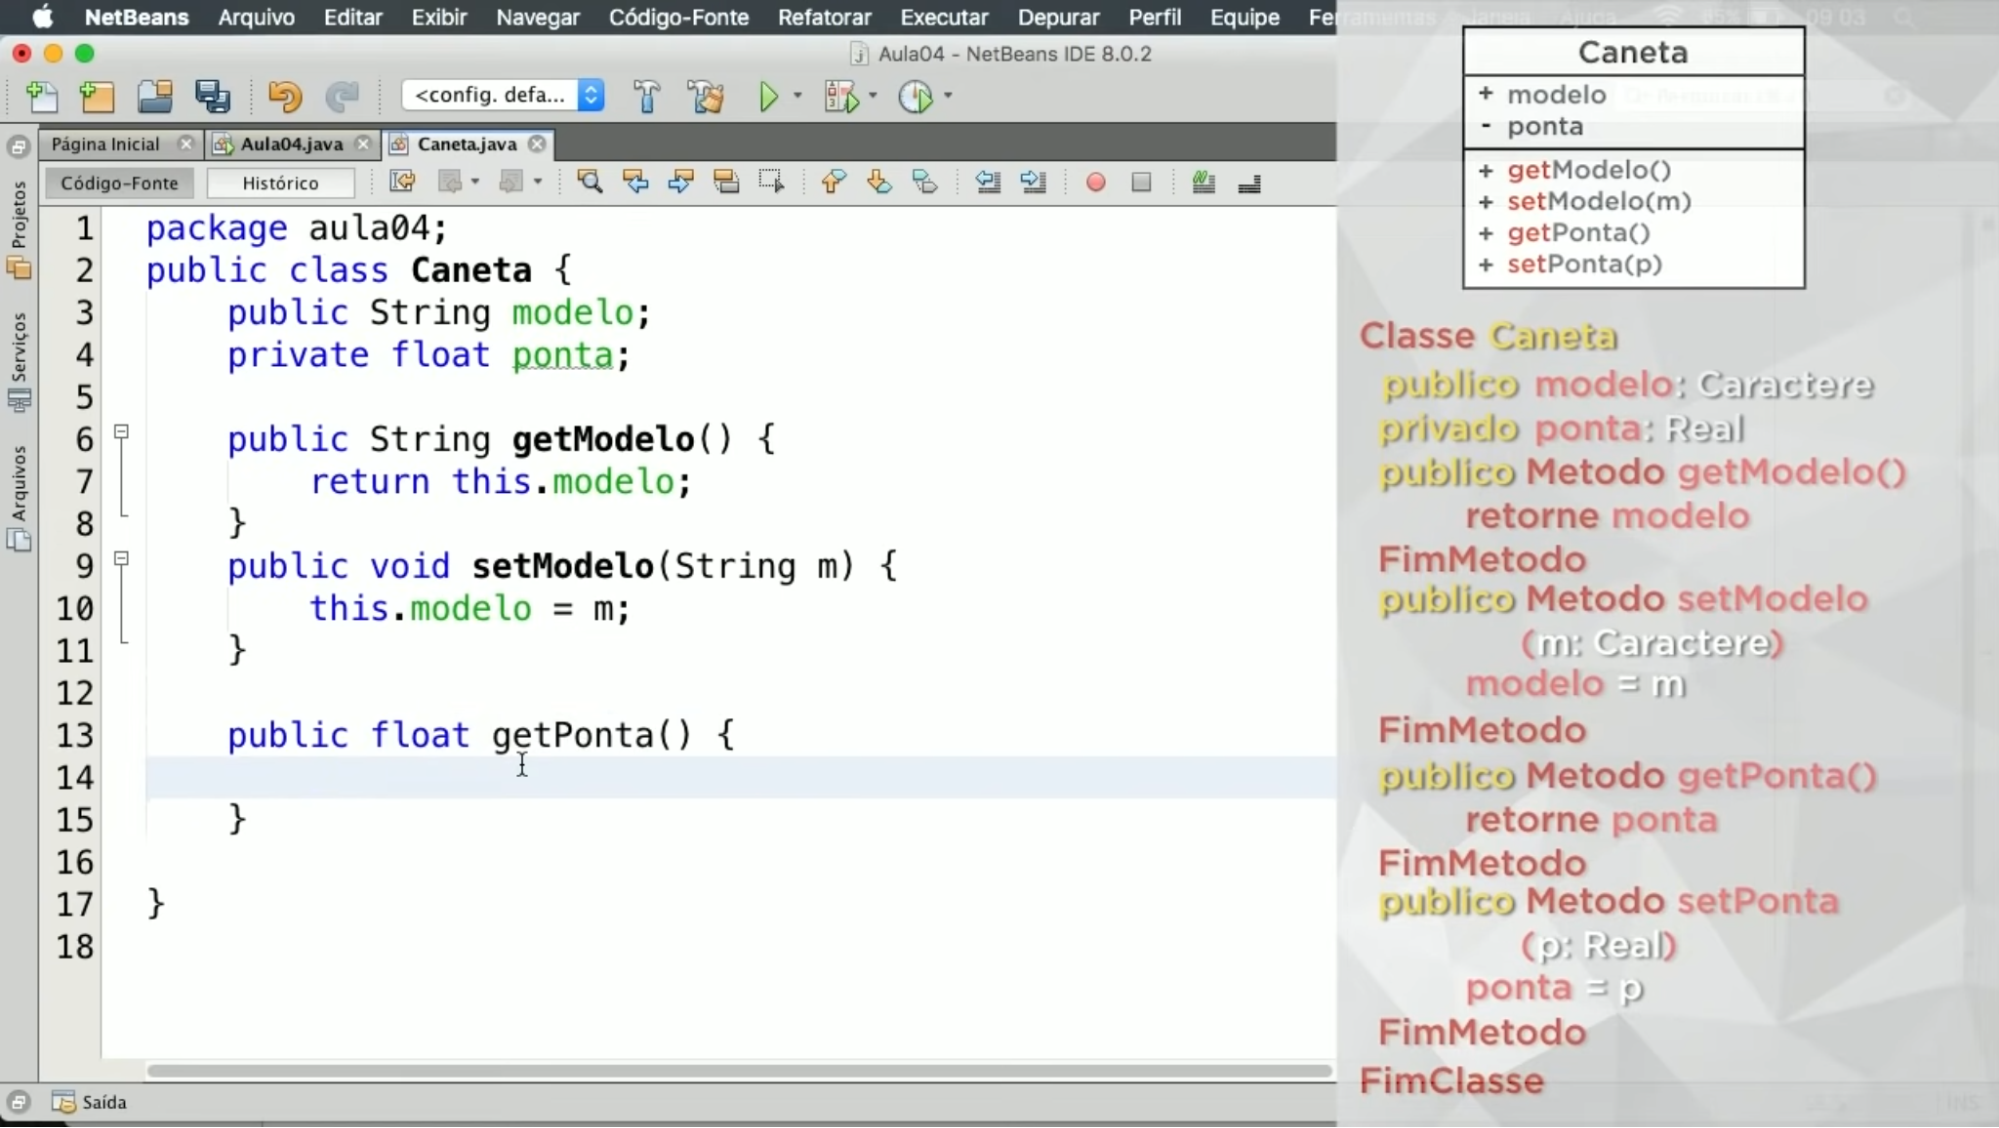 NetBeans Arquivo Editar Exibir Navegar Código-Fonte Refatorar Executar Depurar Perfil Equipe Ferramentas Janela Ajuda 09 03
Aula04 - NetBeans IDE 8.0.2
<config. defa...
Página Inicial Aula04.java Caneta.java
Código-Fonte Histórico
Projetos
Serviços
Arquivos
1 package aula04;
2 public class Caneta {
3 public String modelo;
4 private float ponta;
5
6 public String getModelo() {
7 return this.modelo;
8 }
9 public void setModelo(String m) {
10 this.modelo = m;
11 }
12
13 public float getPonta() {
14
15 }
16
17 }
18
Saída
Caneta
+ modelo
- ponta
+ getModelo()
+ setModelo(m)
+ getPonta()
+ setPonta(p)
Classe Caneta
publico modelo: Caractere
privado ponta: Real
publico Metodo getModelo()
retorne modelo
FimMetodo
publico Metodo setModelo
(m: Caractere)
modelo = m
FimMetodo
publico Metodo getPonta()
retorne ponta
FimMetodo
publico Metodo setPonta
(p: Real)
ponta = p
FimMetodo
FimClasse
INS